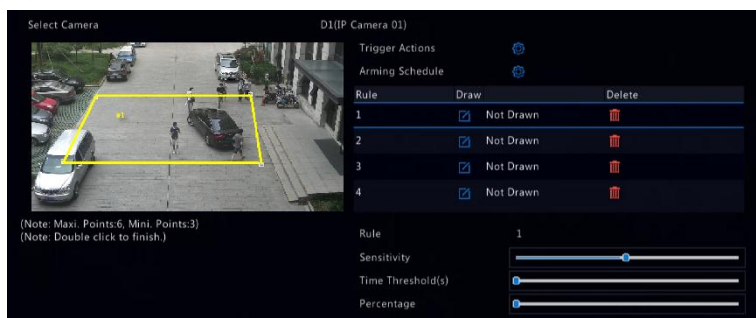 Select Camera D1(IP Camera 01)
Trigger Actions
Arming Schedule
Rule Draw Delete
1 Not Drawn
2 Not Drawn
3 Not Drawn
4 Not Drawn
(Note: Maxi. Points:6, Mini. Points:3)
(Note: Double click to finish.)
Rule 1
Sensitivity
Time Threshold(s)
Percentage